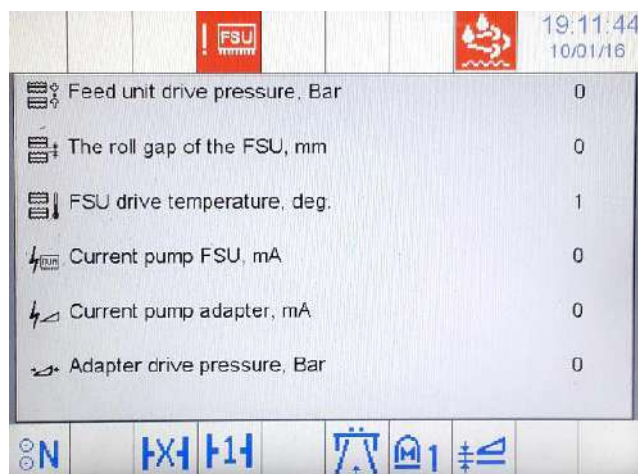 ! FSU
19:11:44
10/01/16
Feed unit drive pressure, Bar 0
The roll gap of the FSU, mm 0
FSU drive temperature, deg. 1
Current pump FSU, mA 0
Current pump adapter, mA 0
Adapter drive pressure, Bar 0
N X 1 M 1